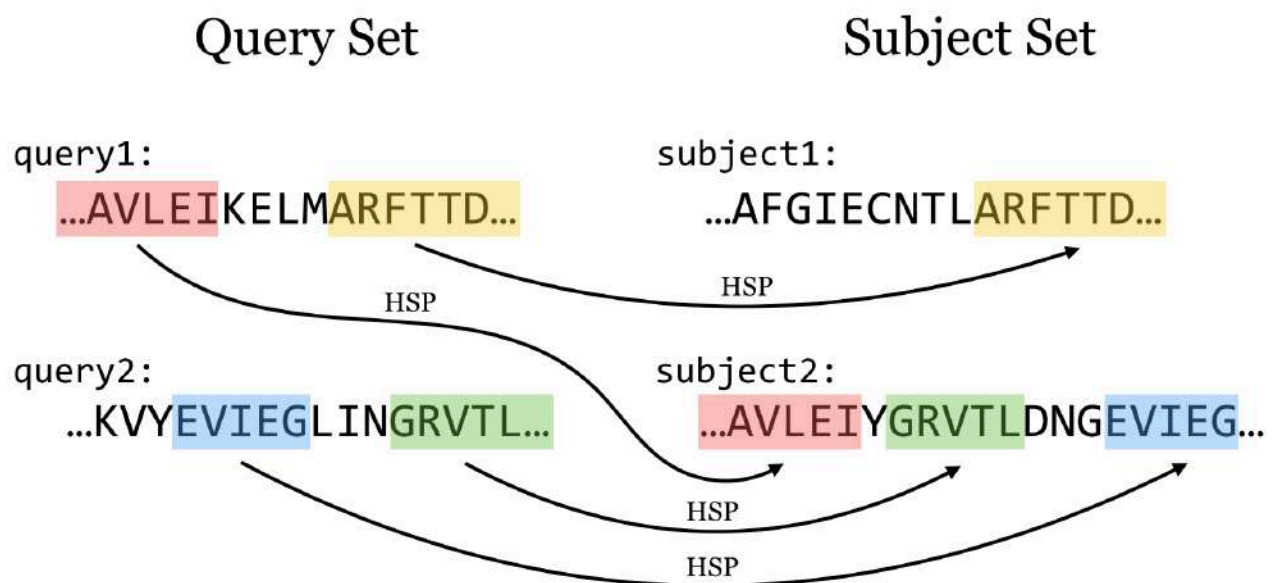 Query Set
Subject Set
query1:
...AVLEIKELMARFTTD...
subject1:
...AFGIECNTLARFTTD...
HSP
HSP
query2:
...KVYEVIEGLINGRVTL...
subject2:
...AVLEIYGRVTLDNGEVIEG...
HSP
HSP